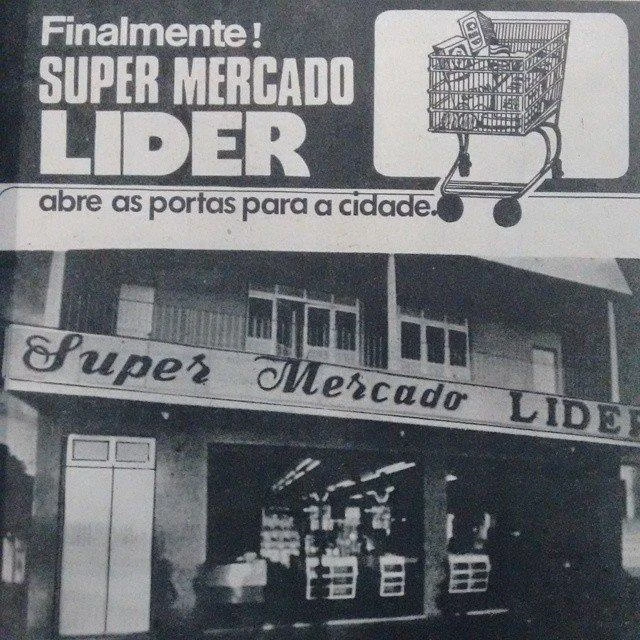 Finalmente!
SUPER MERCADO
LIDER
abre as portas para a cidade.
Super Mercado LIDER